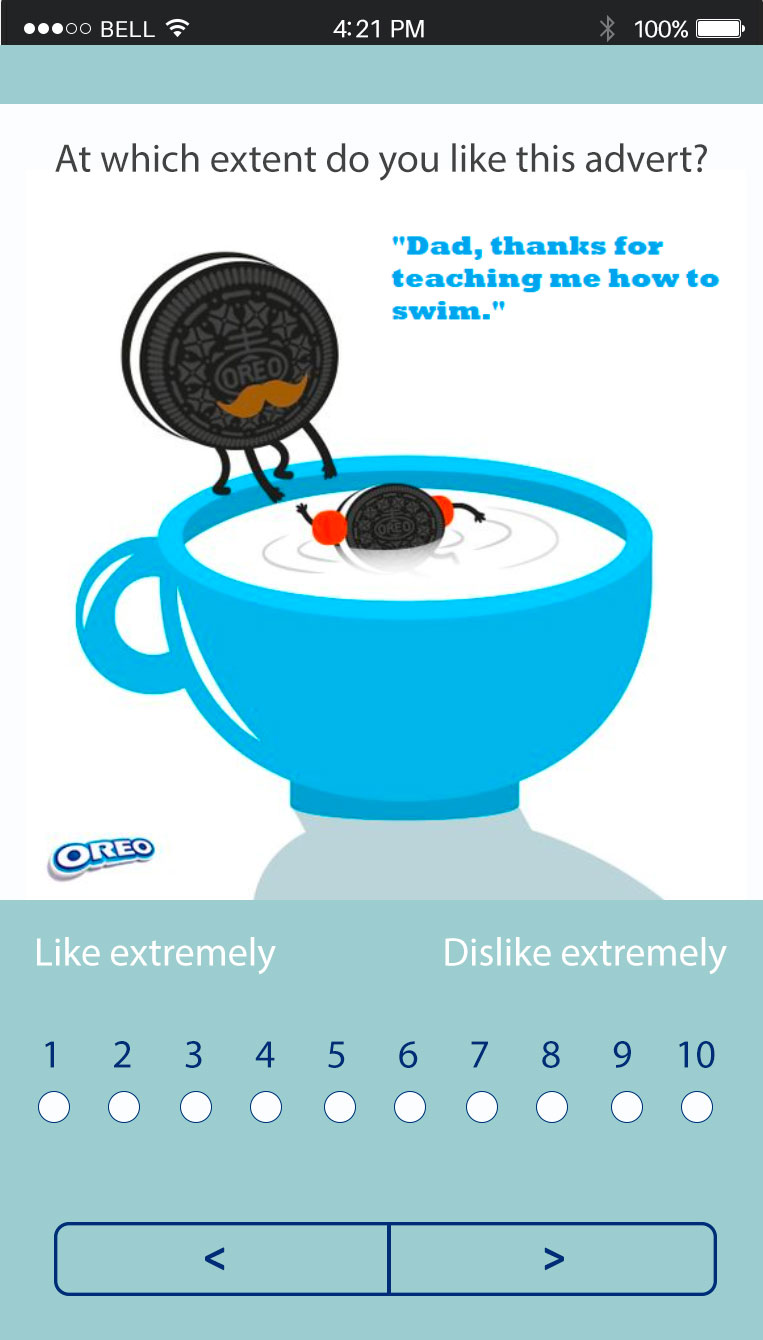 BELL 4:21 PM 100%
At which extent do you like this advert?
"Dad, thanks for
teaching me how to
swim."
OREO
OREO
OREO
Like extremely Dislike extremely
1 2 3 4 5 6 7 8 9 10
< >